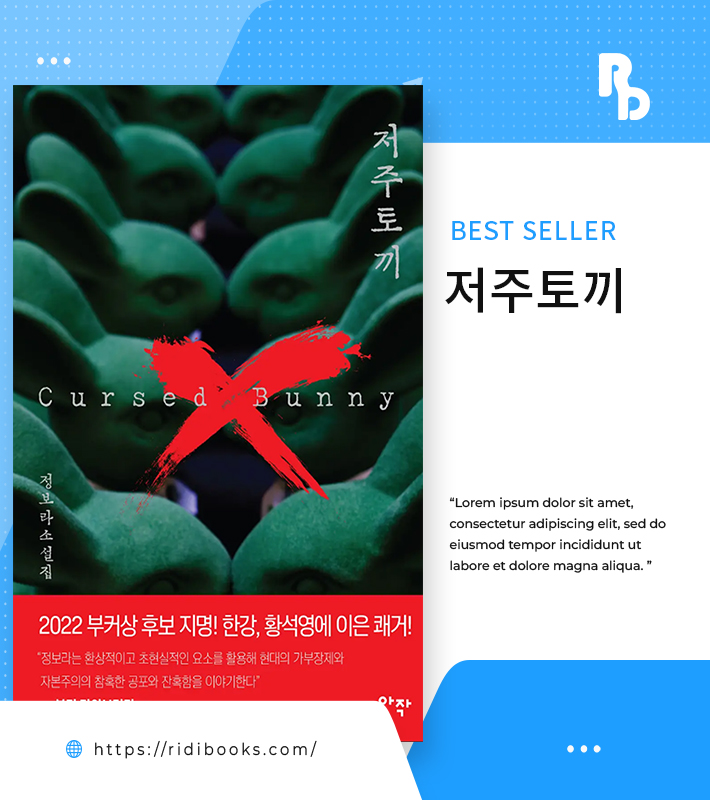 RD
저주토끼
Cursed Bunny
정보라 소설집
2022 부커상 후보 지명! 한강, 황석영에 이은 쾌거!
“정보라는 환상적이고 초현실적인 요소를 활용해 현대의 가부장제와
자본주의의 참혹한 공포와 잔혹함을 이야기한다”
아작
BEST SELLER
저주토끼
“Lorem ipsum dolor sit amet,
consectetur adipiscing elit, sed do
eiusmod tempor incididunt ut
labore et dolore magna aliqua. ”
https://ridibooks.com/